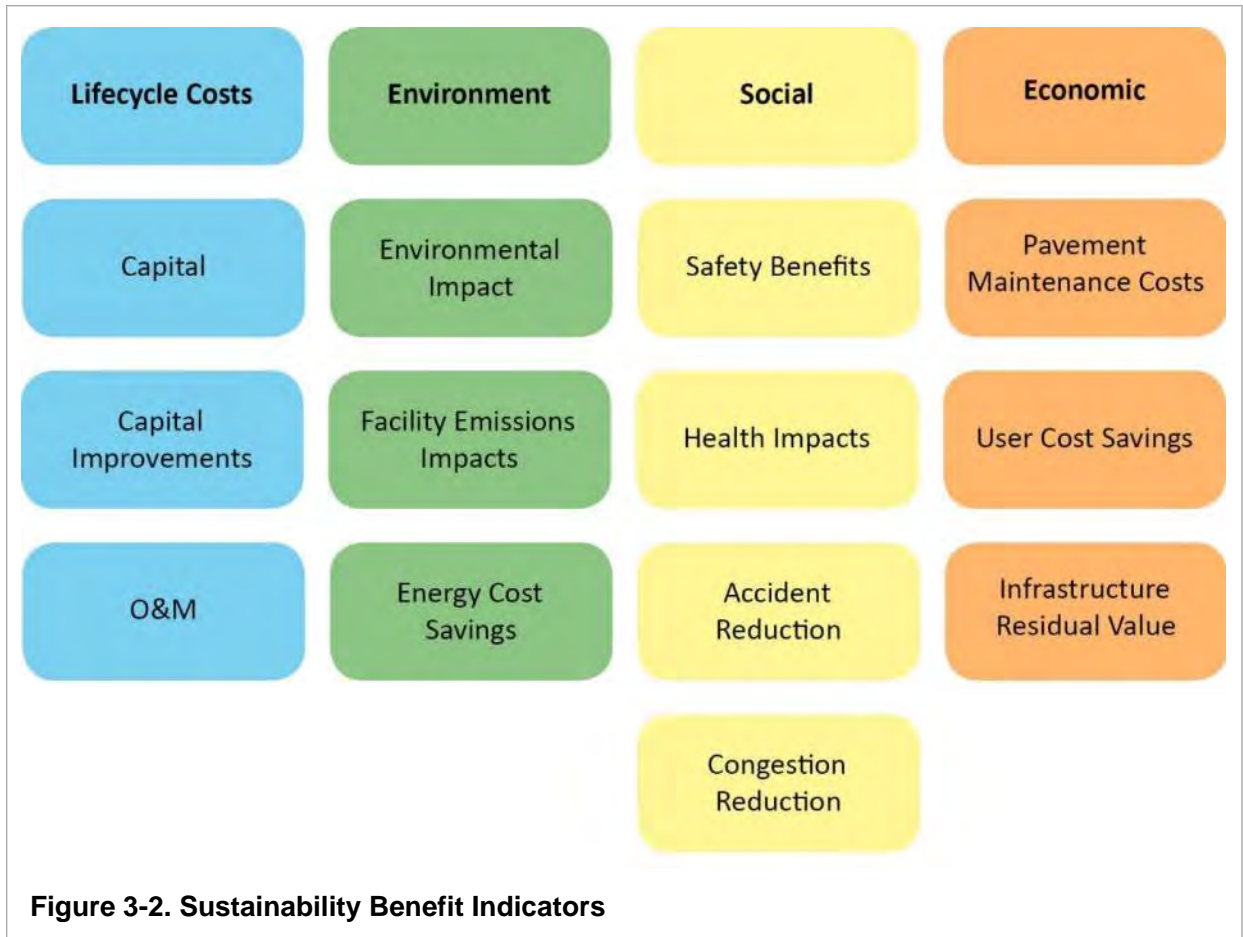 Lifecycle Costs
Environment
Social
Economic
Capital
Environmental
Impact
Safety Benefits
Pavement
Maintenance Costs
Capital
Improvements
Facility Emissions
Impacts
Health Impacts
User Cost Savings
O&M
Energy Cost
Savings
Accident
Reduction
Infrastructure
Residual Value
Congestion
Reduction
Figure 3-2. Sustainability Benefit Indicators